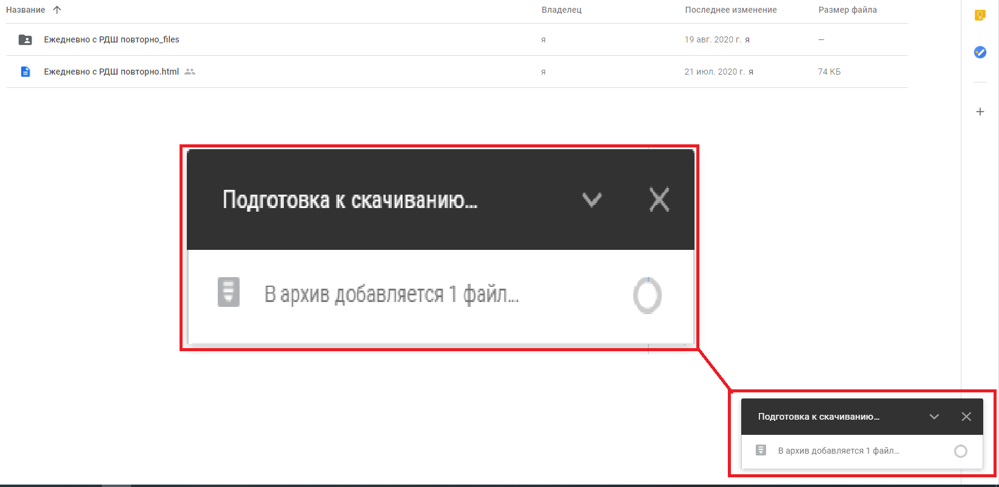 Название Владелец Последнее изменение Размер файла
Ежедневно с РДШ повторно_files я 19 авг. 2020 г. я —
Ежедневно с РДШ повторно.html я 21 июл. 2020 г. я 74 КБ
Подготовка к скачиванию...
В архив добавляется 1 файл...
Подготовка к скачиванию...
В архив добавляется 1 файл...